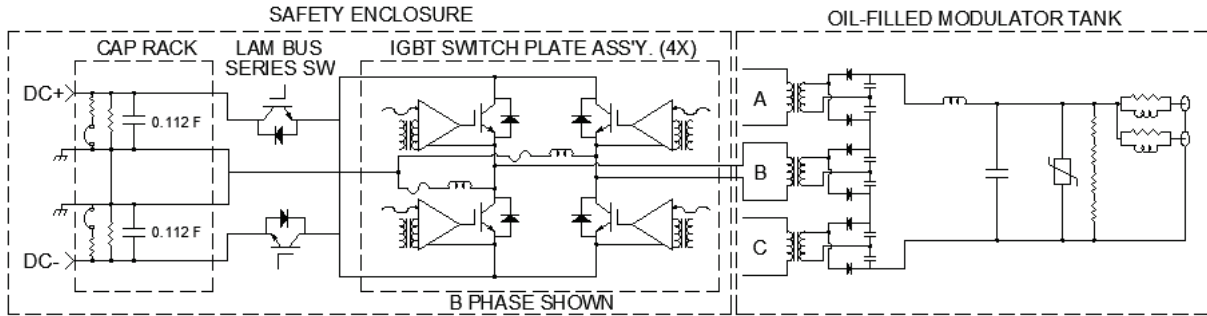 SAFETY ENCLOSURE
OIL-FILLED MODULATOR TANK
CAP RACK
LAM BUS
SERIES SW
IGBT SWITCH PLATE ASS'Y. (4X)
DC+
0.112 F
A
B
0.112 F
DC-
C
B PHASE SHOWN